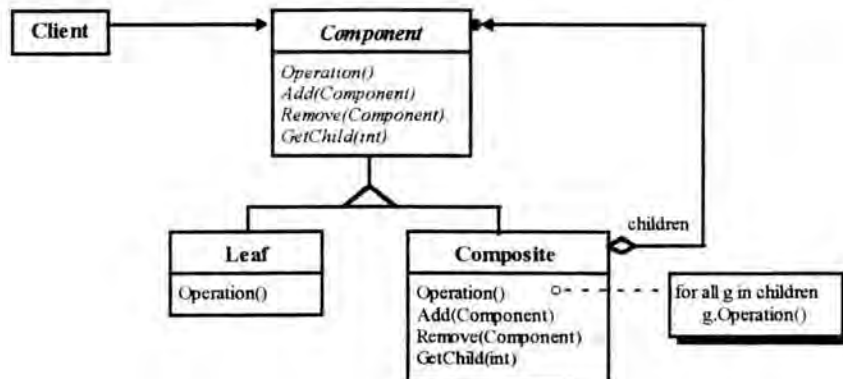 Client
Component
Operation()
Add(Component)
Remove(Component)
GetChild(int)
children
Leaf
Operation()
Composite
Operation()
Add(Component)
Remove(Component)
GetChild(int)
for all g in children
g.Operation()